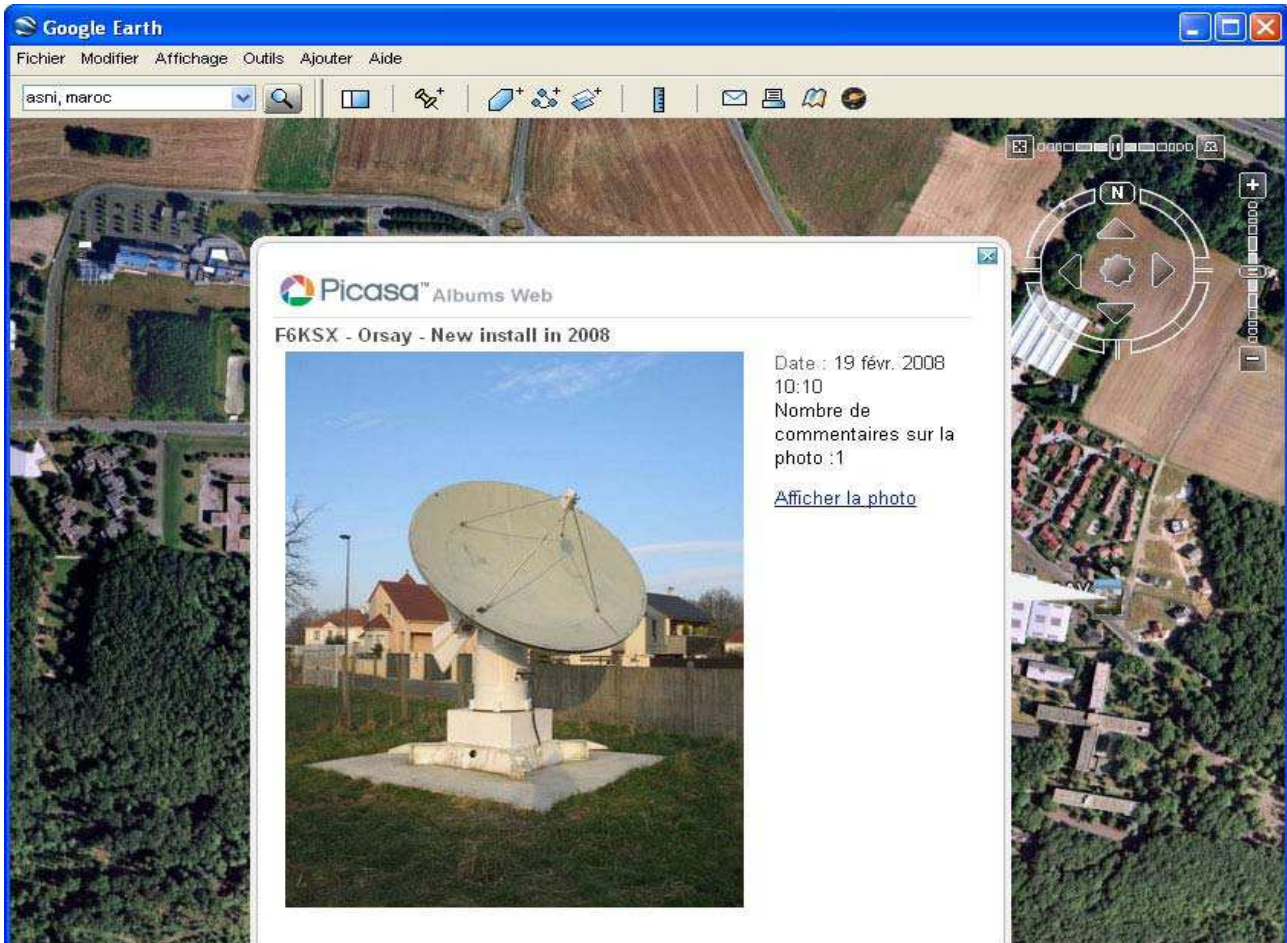 Google Earth
Fichier Modifier Affichage Outils Ajouter Aide
asni, maroc
N
Picasa™ Albums Web
F6KSX - Orsay - New install in 2008
Date : 19 févr. 2008
10:10
Nombre de
commentaires sur la
photo :1
Afficher la photo